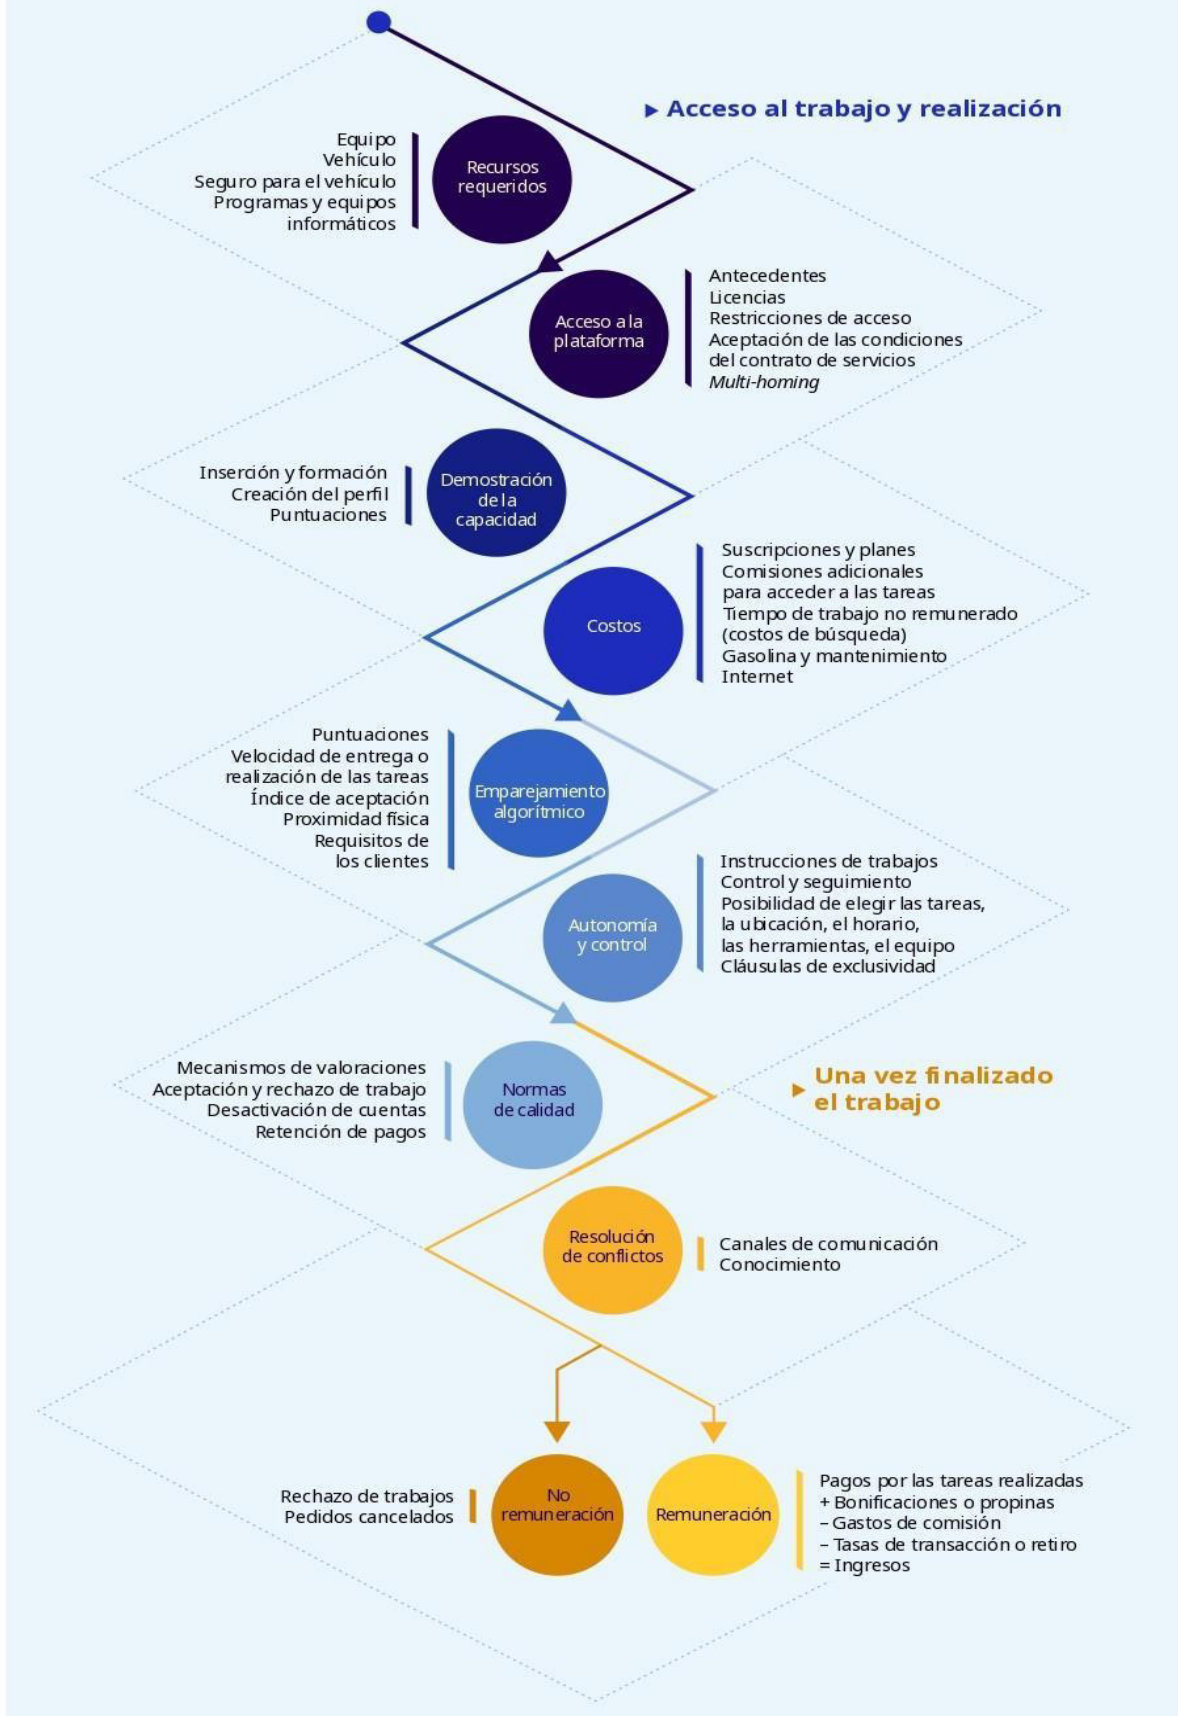 ▸ Acceso al trabajo y realización
Equipo
Vehículo
Seguro para el vehículo
Programas y equipos
informáticos
Recursos
requeridos
Acceso a la
plataforma
Antecedentes
Licencias
Restricciones de acceso
Aceptación de las condiciones
del contrato de servicios
Multi-homing
Inserción y formación
Creación del perfil
Puntuaciones
Demostración
de la
capacidad
Costos
Suscripciones y planes
Comisiones adicionales
para acceder a las tareas
Tiempo de trabajo no remunerado
(costos de búsqueda)
Gasolina y mantenimiento
Internet
Puntuaciones
Velocidad de entrega o
realización de las tareas
Índice de aceptación
Proximidad física
Requisitos de
los clientes
Emparejamiento
algorítmico
Autonomía
y control
Instrucciones de trabajos
Control y seguimiento
Posibilidad de elegir las tareas,
la ubicación, el horario,
las herramientas, el equipo
Cláusulas de exclusividad
Mecanismos de valoraciones
Aceptación y rechazo de trabajo
Desactivación de cuentas
Retención de pagos
Normas
de calidad
▸ Una vez finalizado
el trabajo
Resolución
de conflictos
Canales de comunicación
Conocimiento
Rechazo de trabajos
Pedidos cancelados
No
remuneración
Remuneración
Pagos por las tareas realizadas
+ Bonificaciones o propinas
– Gastos de comisión
– Tasas de transacción o retiro
= Ingresos